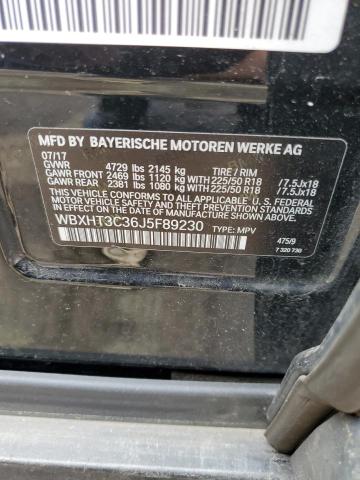 MFD BY BAYERISCHE MOTOREN WERKE AG
07/17
GVWR 4729 lbs 2145 kg TIRE / RIM
GAWR FRONT 2469 lbs 1120 kg WITH 225/50 R18 / 7.5Jx18
GAWR REAR 2381 lbs 1080 kg WITH 225/50 R18 / 7.5Jx18
THIS VEHICLE CONFORMS TO ALL APPLICABLE U.S. FEDERAL
MOTOR VEHICLE SAFETY, BUMPER, AND THEFT PREVENTION
STANDARDS IN EFFECT ON THE DATE OF MANUFACTURE SHOWN ABOVE.
WBXHT3C36J5F89230 TYPE: MPV
475/9
7 320 730